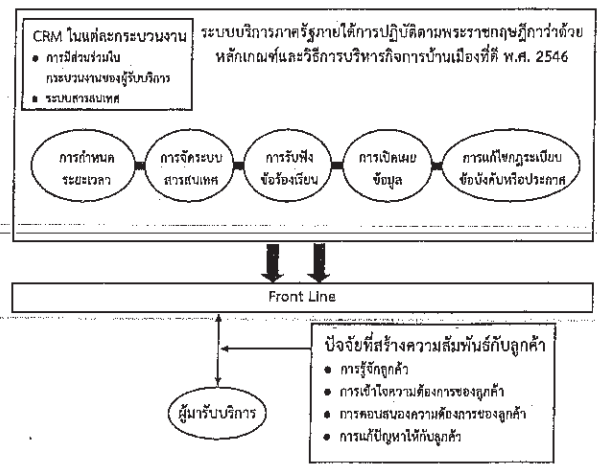 CRM ในแต่ละกระบวนงาน
• การมีส่วนร่วมใน
กระบวนงานของผู้รับบริการ
• ระบบสารสนเทศ
ระบบบริการภาครัฐภายใต้การปฏิบัติตามพระราชกฤษฎีกาว่าด้วย
หลักเกณฑ์และวิธีการบริหารกิจการบ้านเมืองที่ดี พ.ศ. 2546
การกำหนด
ระยะเวลา
การจัดระบบ
สารสนเทศ
การรับฟัง
ข้อร้องเรียน
การเปิดเผย
ข้อมูล
การแก้ไขกฎระเบียบ
ข้อบังคับหรือประกาศ
Front Line
ปัจจัยที่สร้างความสัมพันธ์กับลูกค้า
• การรู้จักลูกค้า
• การเข้าใจความต้องการของลูกค้า
• การตอบสนองความต้องการของลูกค้า
• การแก้ปัญหาให้กับลูกค้า
ผู้มารับบริการ